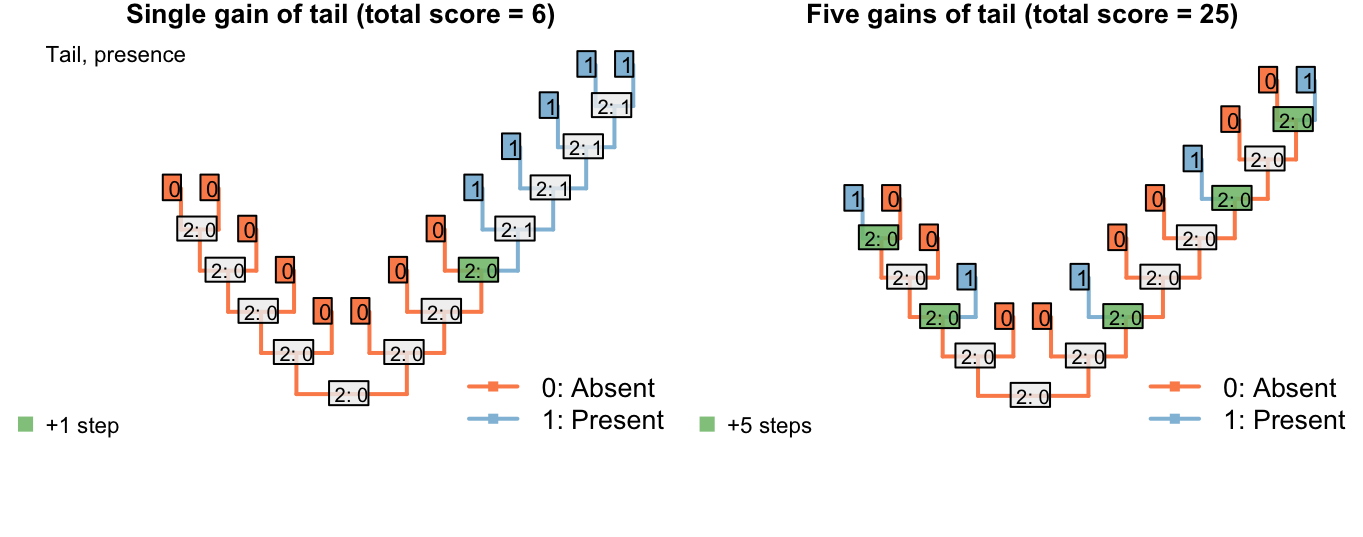 Single gain of tail (total score = 6)
Tail, presence
1 1
1 2: 1
1 2: 1
0 0 1 2: 1
2: 0 0 0 2: 1
2: 0 0 0 2: 0
2: 0 0 0 2: 0
2: 0 2: 0
2: 0
0: Absent
1: Present
+1 step
Five gains of tail (total score = 25)
0 1
0 2: 0
1 2: 0
1 0 0 2: 0
2: 0 0 0 2: 0
2: 0 1 1 2: 0
2: 0 0 0 2: 0
2: 0 2: 0
2: 0
0: Absent
1: Present
+5 steps